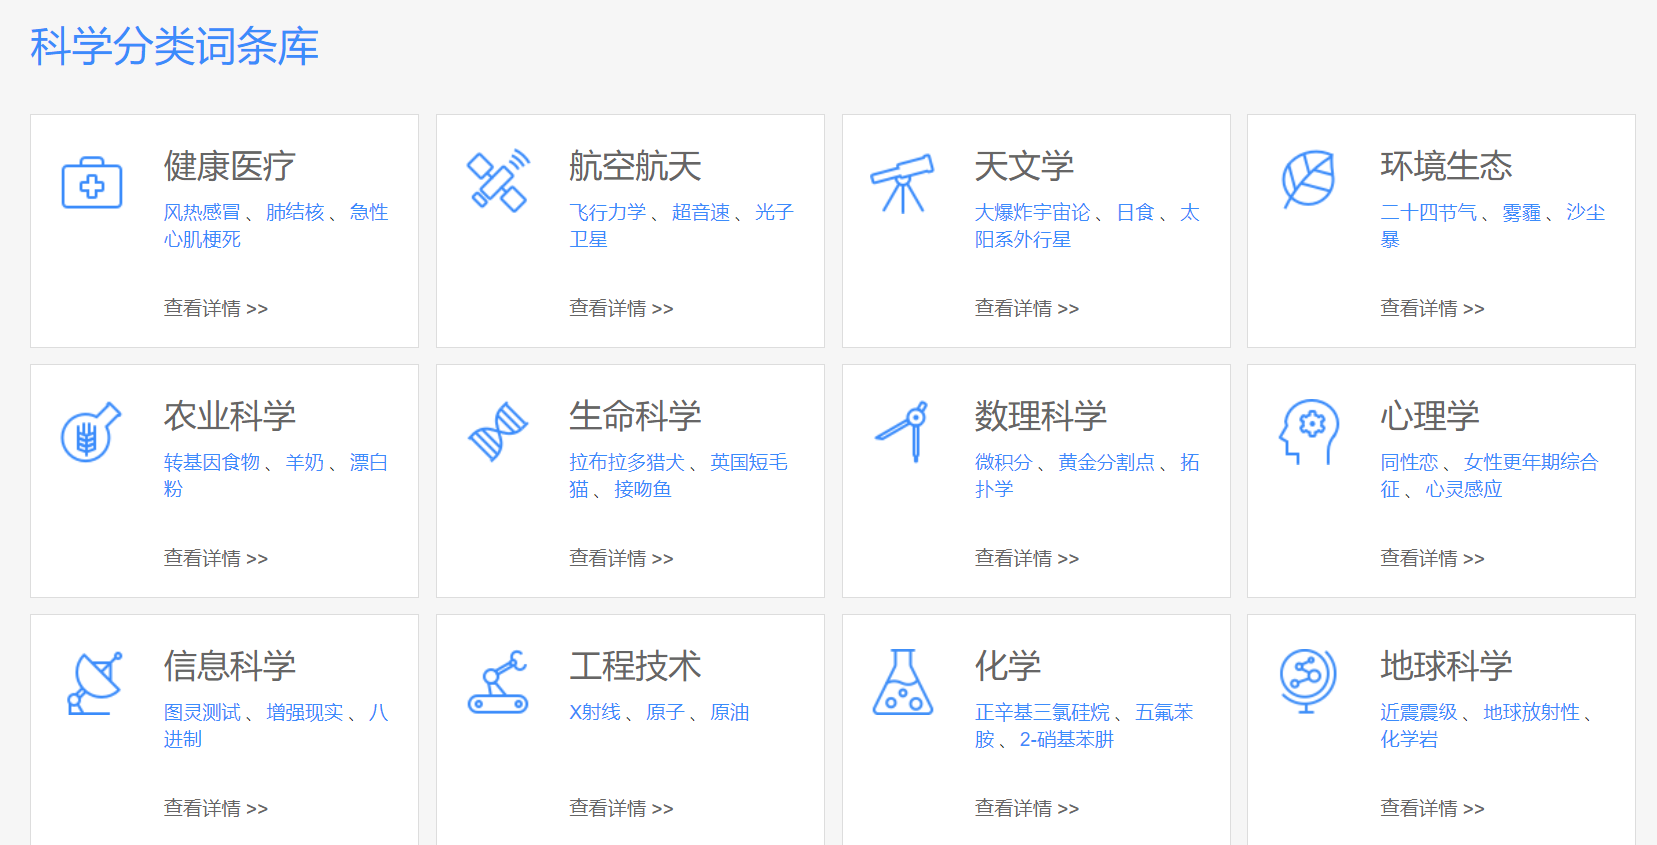 科学分类词条库
健康医疗
风热感冒 、 肺结核 、 急性
心肌梗死
查看详情 >>
航空航天
飞行力学 、 超音速 、 光子
卫星
查看详情 >>
天文学
大爆炸宇宙论 、 日食 、 太
阳系外行星
查看详情 >>
环境生态
二十四节气 、 雾霾 、 沙尘
暴
查看详情 >>
农业科学
转基因食物 、 羊奶 、 漂白
粉
查看详情 >>
生命科学
拉布拉多猎犬 、 英国短毛
猫 、 接吻鱼
查看详情 >>
数理科学
微积分 、 黄金分割点 、 拓
扑学
查看详情 >>
心理学
同性恋 、 女性更年期综合
征 、 心灵感应
查看详情 >>
信息科学
图灵测试 、 增强现实 、 八
进制
查看详情 >>
工程技术
X射线 、 原子 、 原油
查看详情 >>
化学
正辛基三氯硅烷 、 五氟苯
胺 、 2-硝基苯肼
查看详情 >>
地球科学
近震震级 、 地球放射性 、
化学岩
查看详情 >>